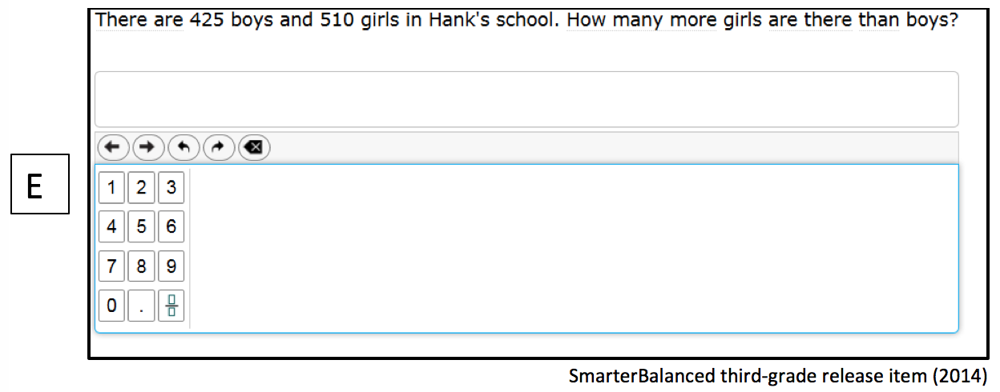 There are 425 boys and 510 girls in Hank's school. How many more girls are there than boys?
E
1 2 3
4 5 6
7 8 9
0 .
SmarterBalanced third-grade release item (2014)